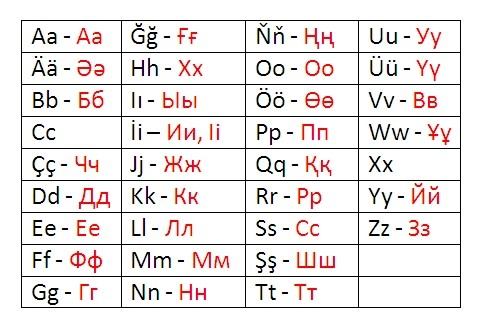 Aa - Аа Ğğ - Ғғ Ňň - Ңң Uu - Уу
Ää - Әә Hh - Хх Oo - Оо Üü - Үү
Bb - Бб Iı - Ыы Öö - Өө Vv - Вв
Cc İi – Ии, Іі Pp - Пп Ww - Ұұ
Çç - Чч Jj - Жж Qq - Ққ Xx
Dd - Дд Kk - Кк Rr - Рр Yy - Йй
Ee - Ее Ll - Лл Ss - Сс Zz - Зз
Ff - Фф Mm - Мм Şş - Шш
Gg - Гг Nn - Нн Tt - Тт